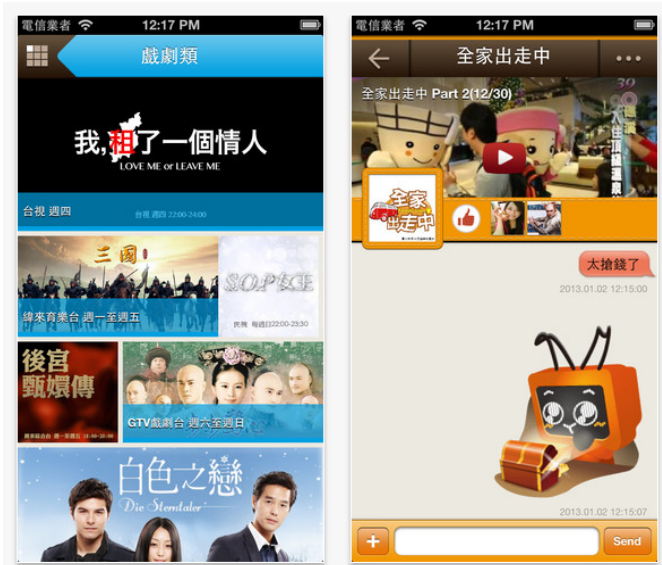 電信業者 12:17 PM
戲劇類
我,租了一個情人
LOVE ME or LEAVE ME
台視 週四
台視 週四 22:00-24:00
三國
S.O.P女王
緯來育樂台 週一至週五
民視 每週日22:00-23:30
後宮
甄嬛傳
GTV戲劇台 週六至週日
白色之戀
Die Sterntaler
電信業者 12:17 PM
全家出走中
全家出走中 Part 2(12/30)
全家
出走中
太搶錢了
2013.01.02 12:15:00
2013.01.02 12:15:07
Send